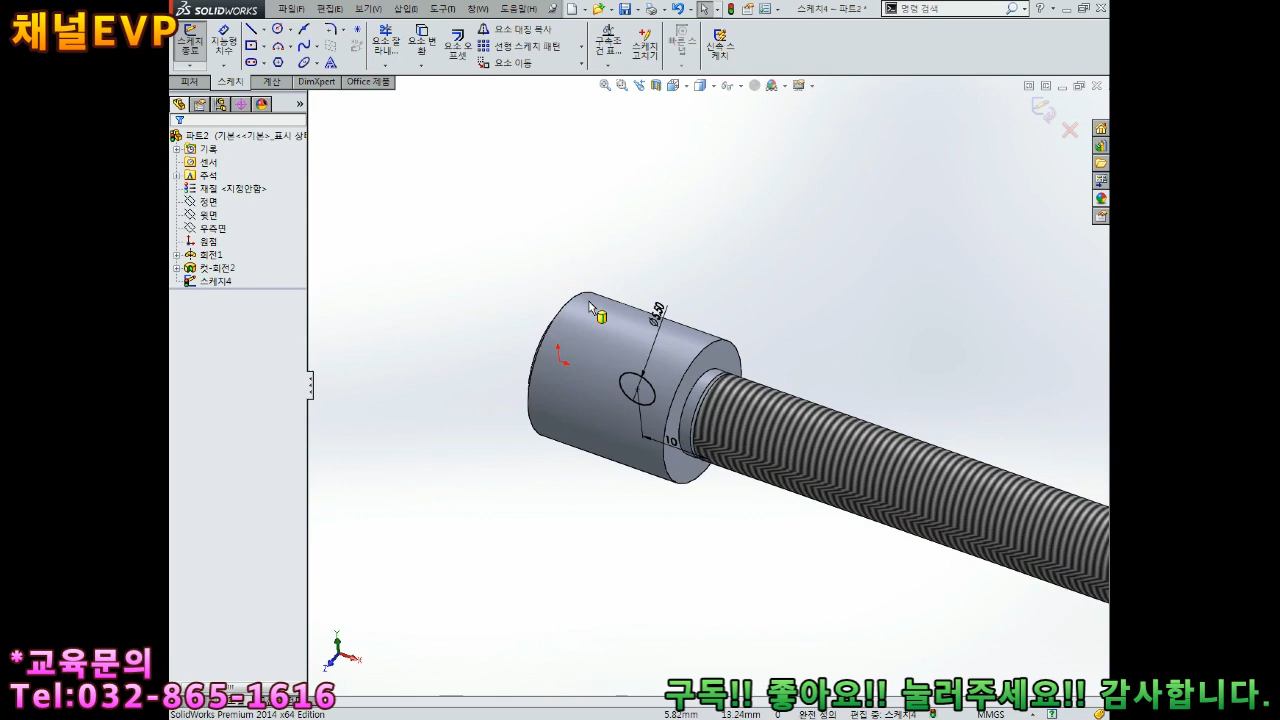 채널EVP
SOLIDWORKS
파일(F) 편집(E) 보기(V) 삽입(I) 도구(T) 창(W) 도움말(H)
스케치4 - 파트2 *
명령 검색
스케치 종료
지능형 치수
요소 잘라내...
요소 변환
요소 오프셋
요소 대칭 복사
선형 스케치 패턴
요소 이동
구속조건 표...
스케치 고치기
빠른 스냅
신속 스케치
피처 스케치 계산 DimXpert Office 제품
파트2 (기본<<기본>_표시 상태
기록
센서
주석
재질 <지정안함>
정면
윗면
우측면
원점
회전1
컷-회전2
스케치4
Ø5.50
10
Y
X
Z
*교육문의
Tel:032-865-1616
구독!! 좋아요!! 눌러주세요!! 감사합니다.
SolidWorks Premium 2014 x64 Edition
5.82mm 13.24mm 0 완전 정의 편집 중: 스케치4 MMGS